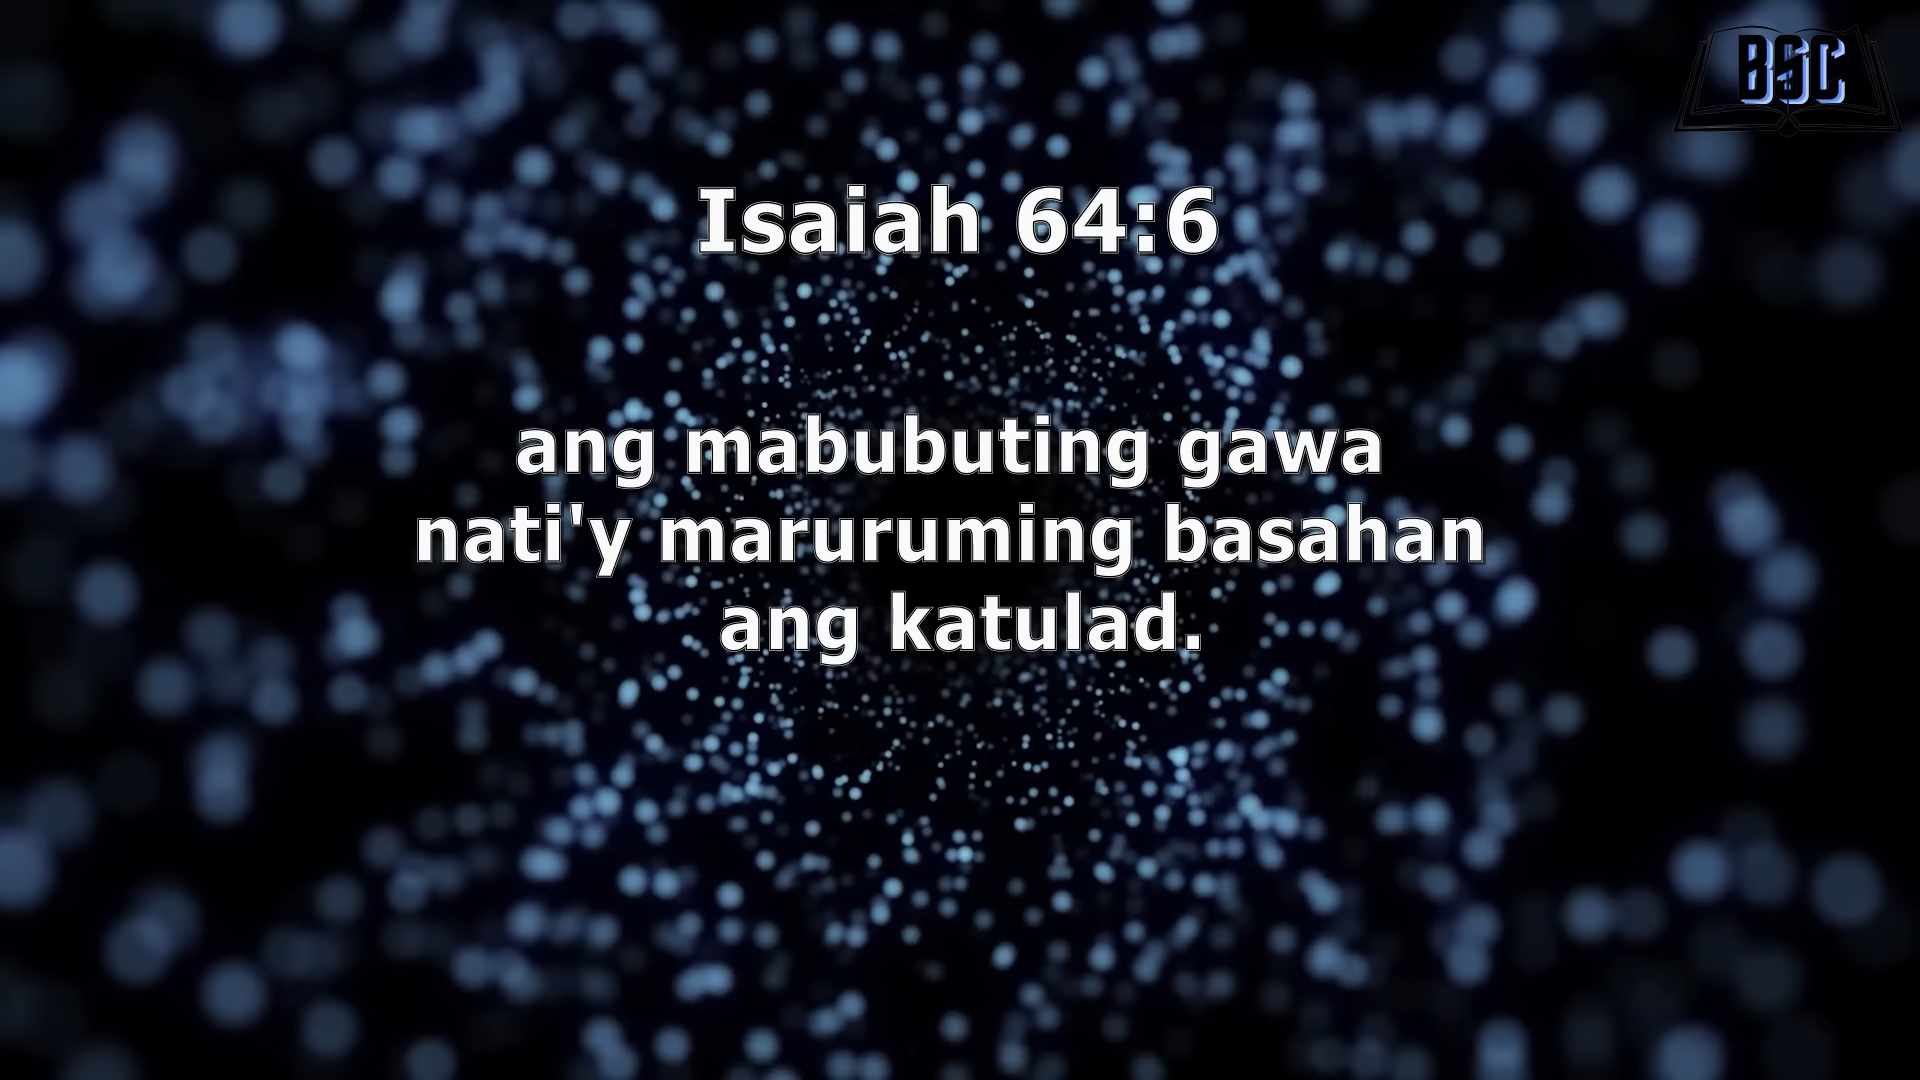 BSC
Isaiah 64:6
ang mabubuting gawa
nati'y maruruming basahan
ang katulad.